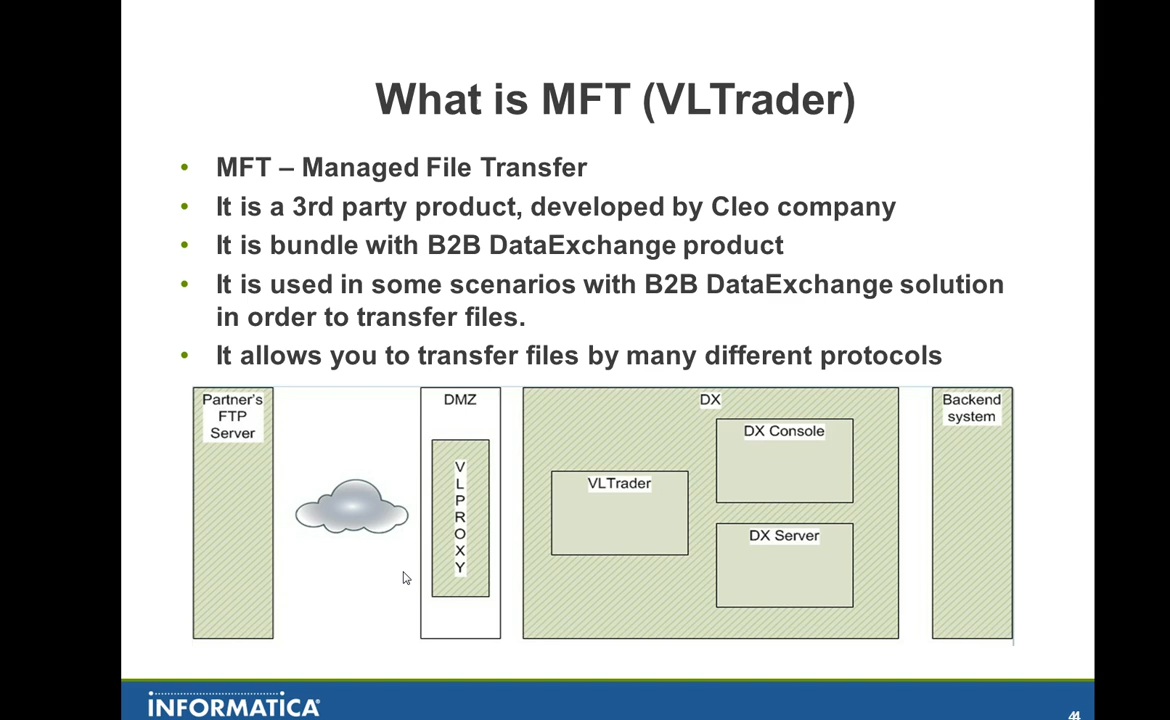 What is MFT (VLTrader)
• MFT – Managed File Transfer
• It is a 3rd party product, developed by Cleo company
• It is bundle with B2B DataExchange product
• It is used in some scenarios with B2B DataExchange solution
in order to transfer files.
• It allows you to transfer files by many different protocols
Partner's
FTP
Server
DMZ
V
L
P
R
O
X
Y
DX
VLTrader
DX Console
DX Server
Backend
system
INFORMATICA
44